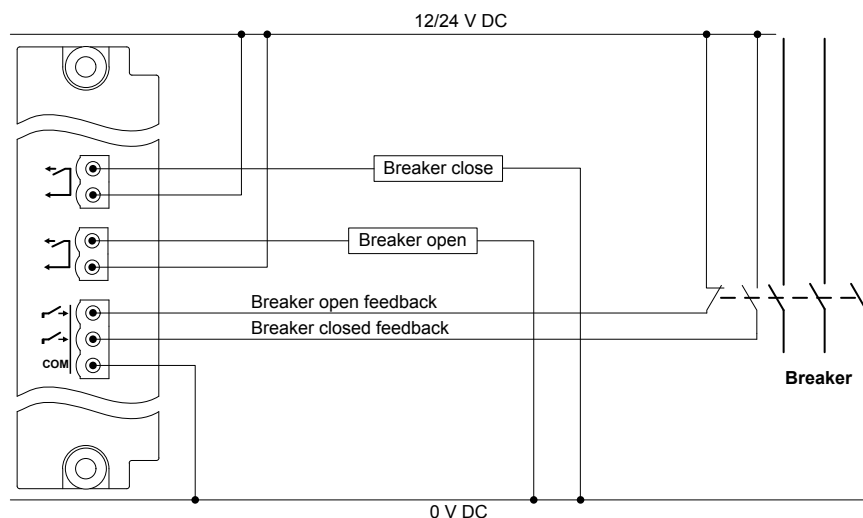 12/24 V DC
Breaker close
Breaker open
Breaker open feedback
Breaker closed feedback
COM
Breaker
0 V DC